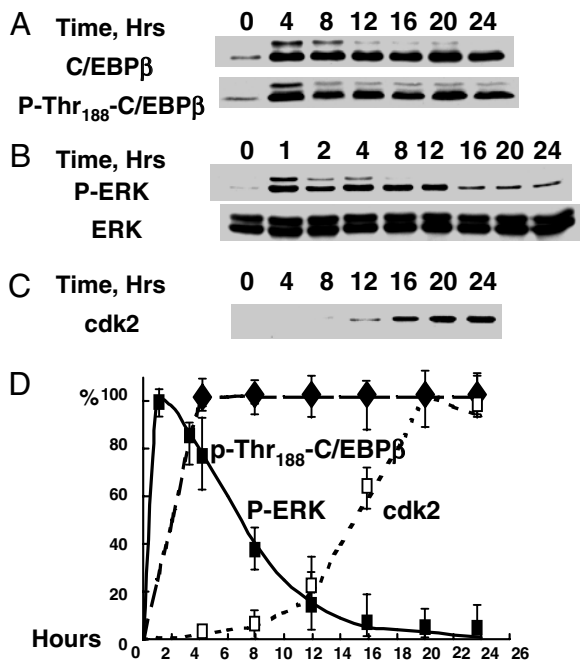 A Time, Hrs 0 4 8 12 16 20 24
C/EBPβ
P-Thr188-C/EBPβ
B Time, Hrs 0 1 2 4 8 12 16 20 24
P-ERK
ERK
C Time, Hrs 0 4 8 12 16 20 24
cdk2
D
%100
80
60
40
20
0
p-Thr188-C/EBPβ
P-ERK
cdk2
Hours
0 2 4 6 8 10 12 14 16 18 20 22 24 26